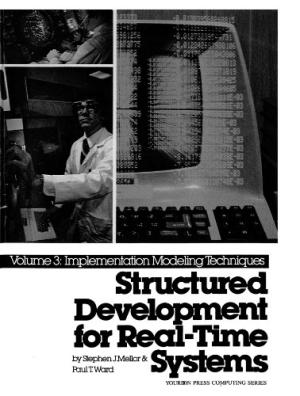 Volume 3: Implementation Modeling Techniques
Structured
Development
for Real-Time
Systems
by Stephen J. Mellor &
Paul T. Ward
YOURDON PRESS COMPUTING SERIES